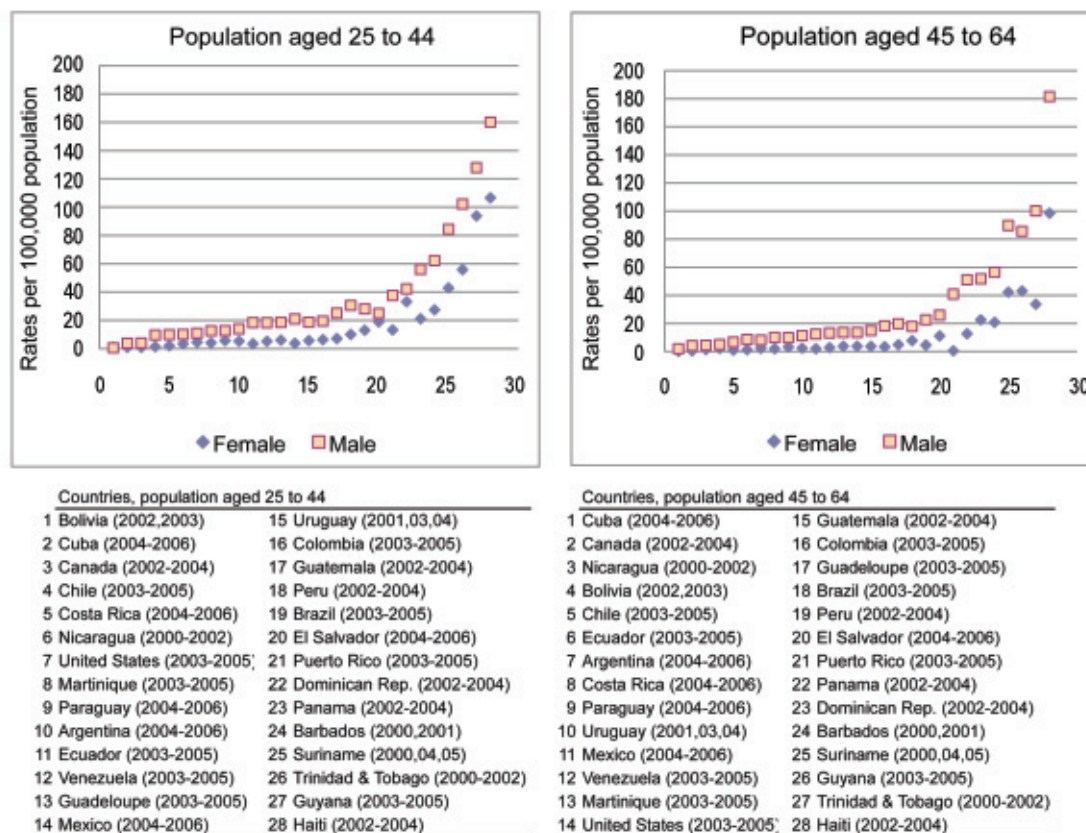 Population aged 25 to 44
Rates per 100,000 population
200
180
160
140
120
100
80
60
40
20
0
0 5 10 15 20 25 30
Female Male
Population aged 45 to 64
Rates per 100,000 population
200
180
160
140
120
100
80
60
40
20
0
0 5 10 15 20 25 30
Female Male
Countries, population aged 25 to 44
1 Bolivia (2002,2003)
2 Cuba (2004-2006)
3 Canada (2002-2004)
4 Chile (2003-2005)
5 Costa Rica (2004-2006)
6 Nicaragua (2000-2002)
7 United States (2003-2005)
8 Martinique (2003-2005)
9 Paraguay (2004-2006)
10 Argentina (2004-2006)
11 Ecuador (2003-2005)
12 Venezuela (2003-2005)
13 Guadeloupe (2003-2005)
14 Mexico (2004-2006)
15 Uruguay (2001,03,04)
16 Colombia (2003-2005)
17 Guatemala (2002-2004)
18 Peru (2002-2004)
19 Brazil (2003-2005)
20 El Salvador (2004-2006)
21 Puerto Rico (2003-2005)
22 Dominican Rep. (2002-2004)
23 Panama (2002-2004)
24 Barbados (2000,2001)
25 Suriname (2000,04,05)
26 Trinidad & Tobago (2000-2002)
27 Guyana (2003-2005)
28 Haiti (2002-2004)
Countries, population aged 45 to 64
1 Cuba (2004-2006)
2 Canada (2002-2004)
3 Nicaragua (2000-2002)
4 Bolivia (2002,2003)
5 Chile (2003-2005)
6 Ecuador (2003-2005)
7 Argentina (2004-2006)
8 Costa Rica (2004-2006)
9 Paraguay (2004-2006)
10 Uruguay (2001,03,04)
11 Mexico (2004-2006)
12 Venezuela (2003-2005)
13 Martinique (2003-2005)
14 United States (2003-2005)
15 Guatemala (2002-2004)
16 Colombia (2003-2005)
17 Guadeloupe (2003-2005)
18 Brazil (2003-2005)
19 Peru (2002-2004)
20 El Salvador (2004-2006)
21 Puerto Rico (2003-2005)
22 Panama (2002-2004)
23 Dominican Rep. (2002-2004)
24 Barbados (2000,2001)
25 Suriname (2000,04,05)
26 Guyana (2003-2005)
27 Trinidad & Tobago (2000-2002)
28 Haiti (2002-2004)